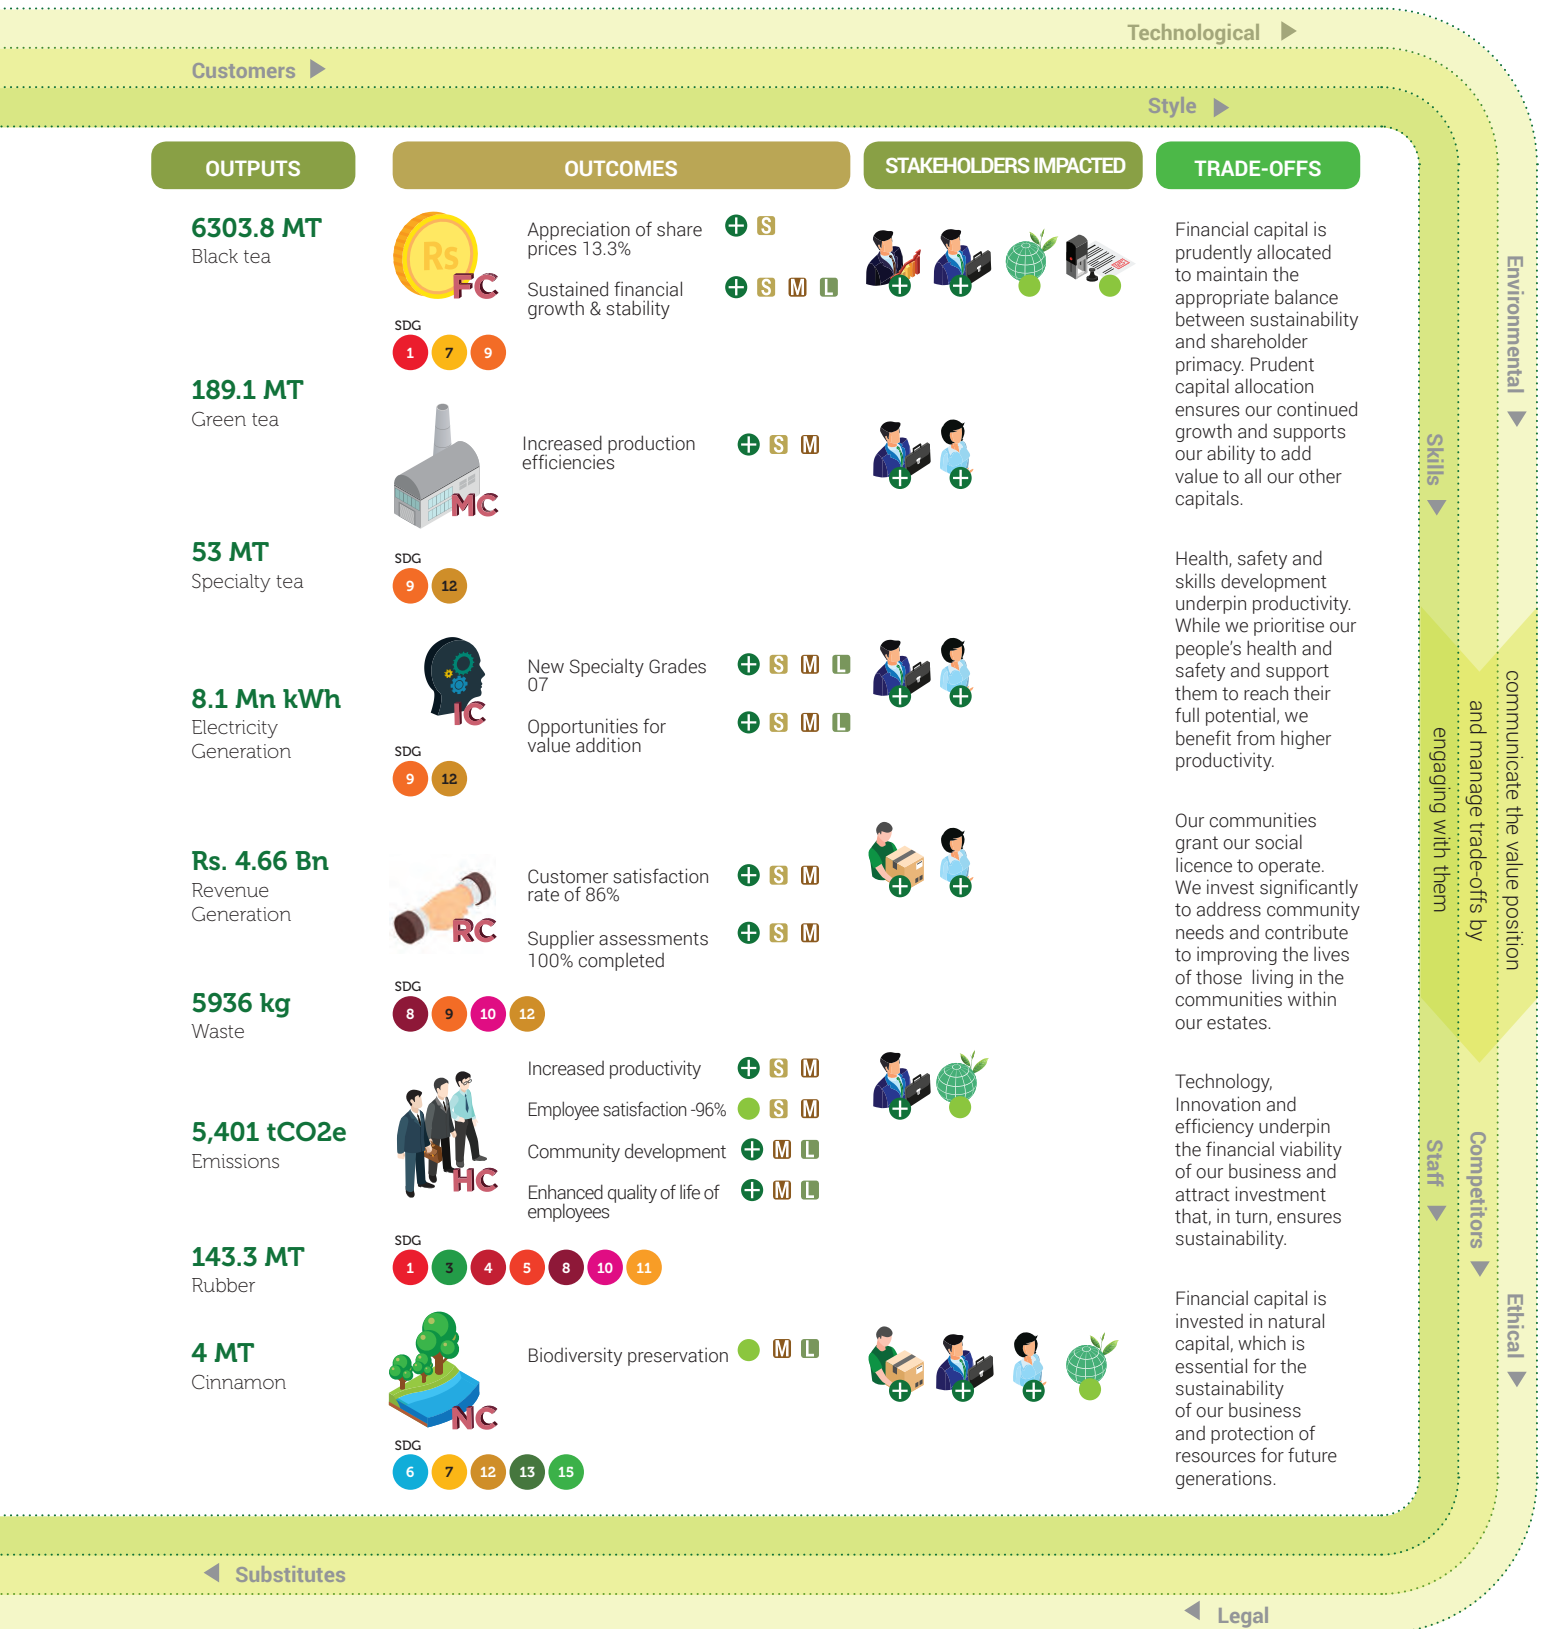 Technological
Customers
Style
OUTPUTS
OUTCOMES
STAKEHOLDERS IMPACTED
TRADE-OFFS
6303.8 MT
Black tea
189.1 MT
Green tea
53 MT
Specialty tea
8.1 Mn kWh
Electricity
Generation
Rs. 4.66 Bn
Revenue
Generation
5936 kg
Waste
5,401 tCO2e
Emissions
143.3 MT
Rubber
4 MT
Cinnamon
Rs
FC
Appreciation of share
prices 13.3%
S
Sustained financial
growth & stability
S M L
SDG
1 7 9
MC
Increased production
efficiencies
S M
SDG
9 12
IC
New Specialty Grades
07
S M L
Opportunities for
value addition
S M L
SDG
9 12
RC
Customer satisfaction
rate of 86%
S M
Supplier assessments
100% completed
S M
SDG
8 9 10 12
HC
Increased productivity
S M
Employee satisfaction -96%
S M
Community development
M L
Enhanced quality of life of
employees
M L
SDG
1 3 4 5 8 10 11
NC
Biodiversity preservation
M L
SDG
6 7 12 13 15
Financial capital is
prudently allocated
to maintain the
appropriate balance
between sustainability
and shareholder
primacy. Prudent
capital allocation
ensures our continued
growth and supports
our ability to add
value to all our other
capitals.
Health, safety and
skills development
underpin productivity.
While we prioritise our
people's health and
safety and support
them to reach their
full potential, we
benefit from higher
productivity.
Our communities
grant our social
licence to operate.
We invest significantly
to address community
needs and contribute
to improving the lives
of those living in the
communities within
our estates.
Technology,
Innovation and
efficiency underpin
the financial viability
of our business and
attract investment
that, in turn, ensures
sustainability.
Financial capital is
invested in natural
capital, which is
essential for the
sustainability
of our business
and protection of
resources for future
generations.
Environmental
Skills
communicate the value position
and manage trade-offs by
engaging with them
Staff
Competitors
Ethical
Substitutes
Legal